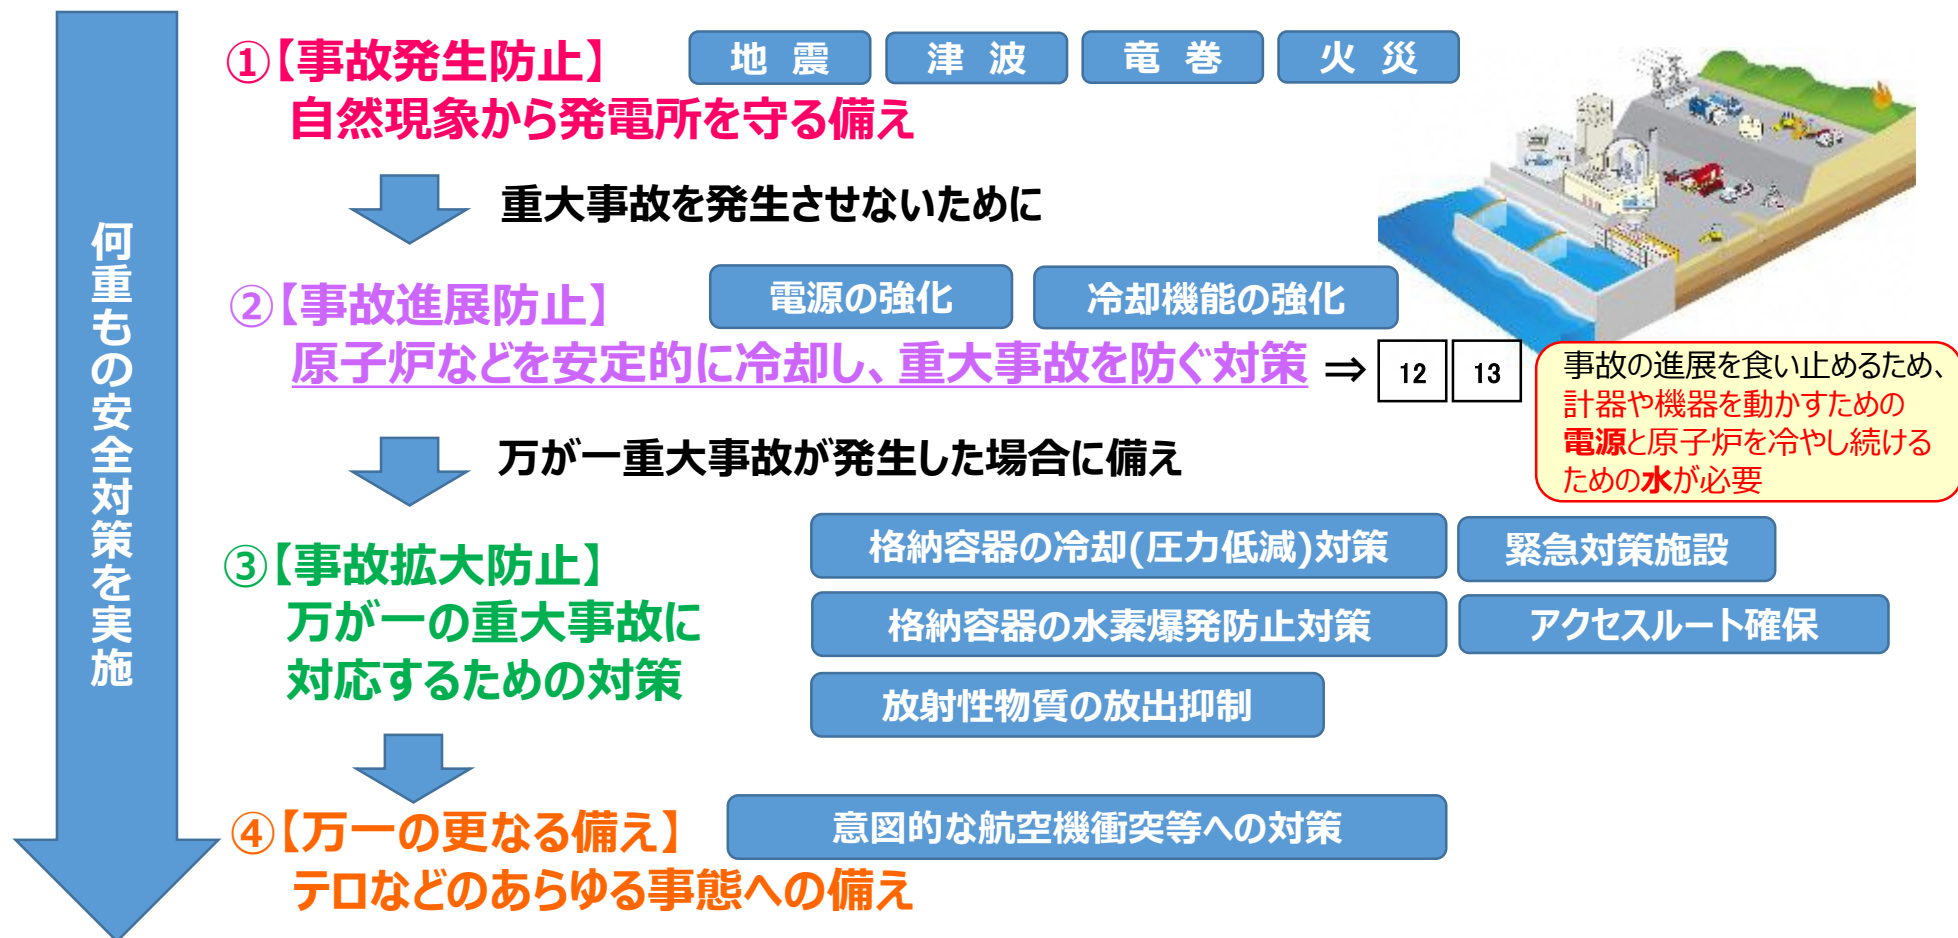 何重もの安全対策を実施
①【事故発生防止】
地 震
津 波
竜 巻
火 災
自然現象から発電所を守る備え
重大事故を発生させないために
②【事故進展防止】
電源の強化
冷却機能の強化
原子炉などを安定的に冷却し、重大事故を防ぐ対策 ⇒ 12 13
事故の進展を食い止めるため、
計器や機器を動かすための
電源と原子炉を冷やし続ける
ための水が必要
万が一重大事故が発生した場合に備え
③【事故拡大防止】
万が一の重大事故に
対応するための対策
格納容器の冷却(圧力低減)対策
緊急対策施設
格納容器の水素爆発防止対策
アクセスルート確保
放射性物質の放出抑制
④【万一の更なる備え】
意図的な航空機衝突等への対策
テロなどのあらゆる事態への備え